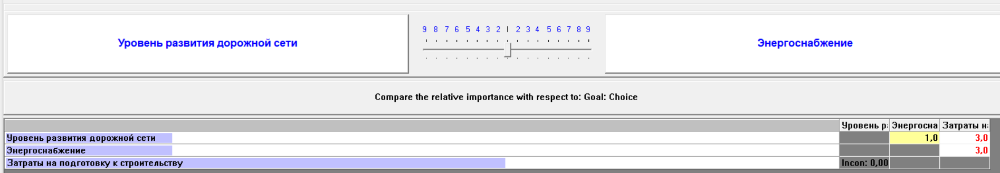 Уровень развития дорожной сети
9 8 7 6 5 4 3 2 1 2 3 4 5 6 7 8 9
Энергоснабжение
Compare the relative importance with respect to: Goal: Choice
Уровень р Энергосна Затраты н
Уровень развития дорожной сети 1,0 3,0
Энергоснабжение 3,0
Затраты на подготовку к строительству Incon: 0,00